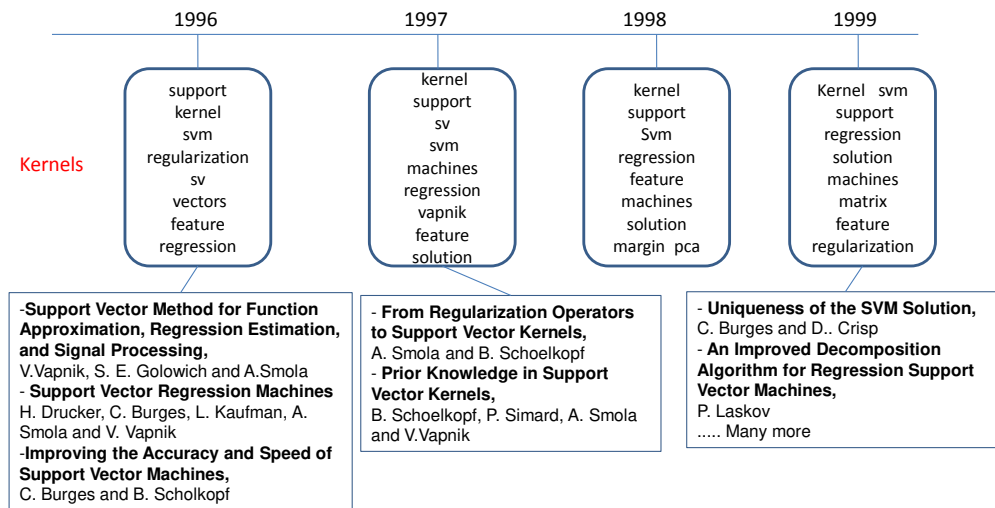 1996
1997
1998
1999
Kernels
support
kernel
svm
regularization
sv
vectors
feature
regression
kernel
support
sv
svm
machines
regression
vapnik
feature
solution
kernel
support
Svm
regression
feature
machines
solution
margin pca
Kernel svm
support
regression
solution
machines
matrix
feature
regularization
-Support Vector Method for Function
Approximation, Regression Estimation,
and Signal Processing,
V.Vapnik, S. E. Golowich and A.Smola
- Support Vector Regression Machines
H. Drucker, C. Burges, L. Kaufman, A.
Smola and V. Vapnik
-Improving the Accuracy and Speed of
Support Vector Machines,
C. Burges and B. Scholkopf
- From Regularization Operators
to Support Vector Kernels,
A. Smola and B. Schoelkopf
- Prior Knowledge in Support
Vector Kernels,
B. Schoelkopf, P. Simard, A. Smola
and V.Vapnik
- Uniqueness of the SVM Solution,
C. Burges and D.. Crisp
- An Improved Decomposition
Algorithm for Regression Support
Vector Machines,
P. Laskov
..... Many more